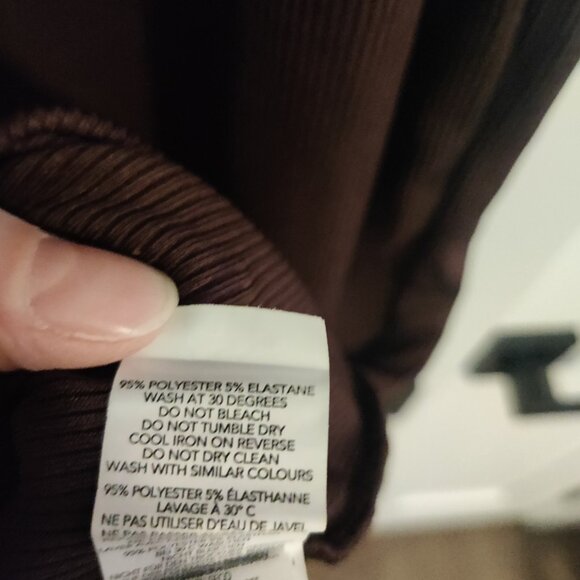 95% POLYESTER 5% ELASTANE
WASH AT 30 DEGREES
DO NOT BLEACH
DO NOT TUMBLE DRY
COOL IRON ON REVERSE
DO NOT DRY CLEAN
WASH WITH SIMILAR COLOURS
95% POLYESTER 5% ÉLASTHANNE
LAVAGE À 30° C
NE PAS UTILISER D'EAU DE JAVEL